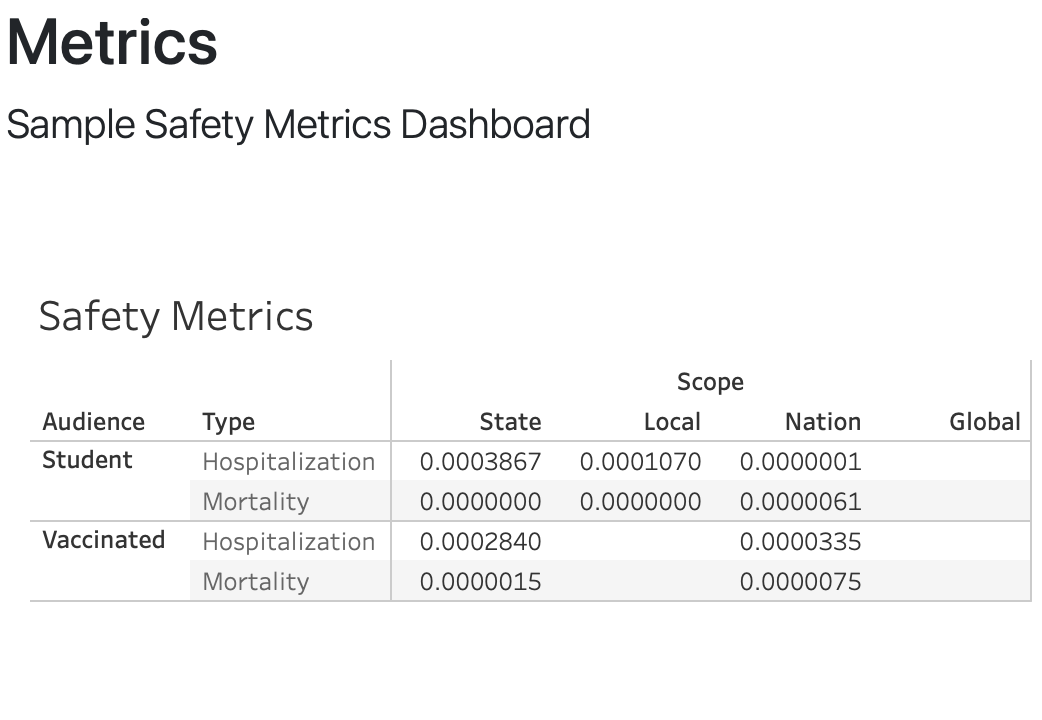 Metrics
Sample Safety Metrics Dashboard
Safety Metrics
Scope
Audience Type State Local Nation Global
Student Hospitalization 0.0003867 0.0001070 0.0000001
Mortality 0.0000000 0.0000000 0.0000061
Vaccinated Hospitalization 0.0002840 0.0000335
Mortality 0.0000015 0.0000075